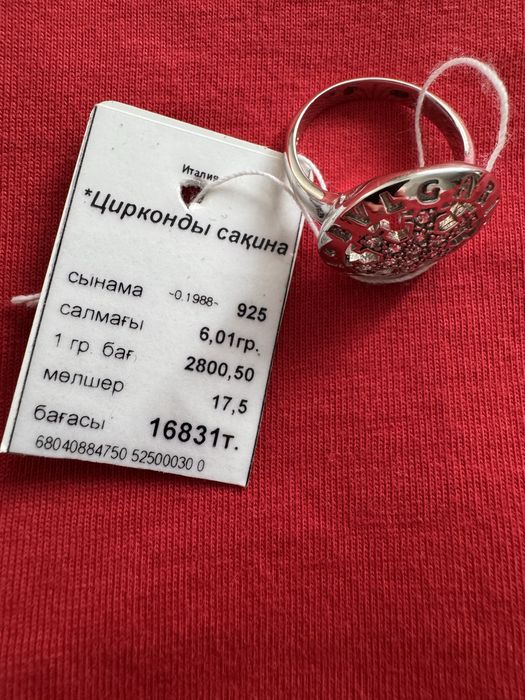 Италия
*Цирконды сақина
сынама ~0.1988~ 925
салмағы 6,01гр.
1 гр. бағ. 2800,50
мөлшер 17,5
бағасы 16831т.
68040884750 52500030 0
BVLGAR